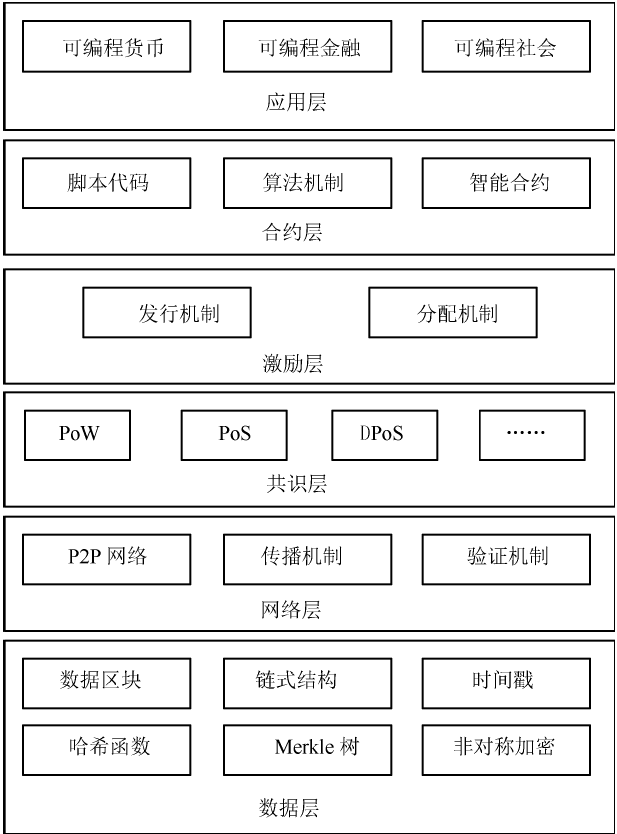 可编程货币 可编程金融 可编程社会
应用层
脚本代码 算法机制 智能合约
合约层
发行机制 分配机制
激励层
PoW PoS DPoS ……
共识层
P2P 网络 传播机制 验证机制
网络层
数据区块 链式结构 时间戳
哈希函数 Merkle 树 非对称加密
数据层